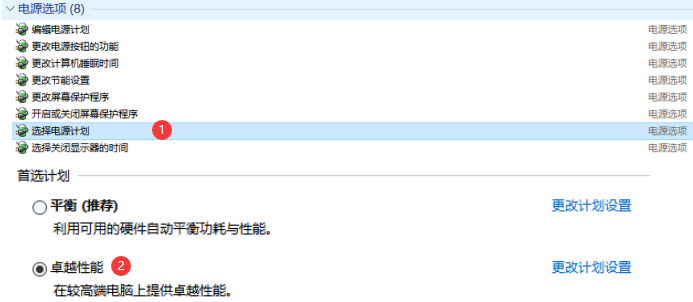 电源选项 (8)
编辑电源计划 电源选项
更改电源按钮的功能 电源选项
更改计算机睡眠时间 电源选项
更改节能设置 电源选项
更改屏幕保护程序 电源选项
开启或关闭屏幕保护程序 电源选项
选择电源计划 1 电源选项
选择关闭显示器的时间 电源选项
首选计划
平衡 (推荐) 更改计划设置
利用可用的硬件自动平衡功耗与性能。
卓越性能 2 更改计划设置
在较高端电脑上提供卓越性能。